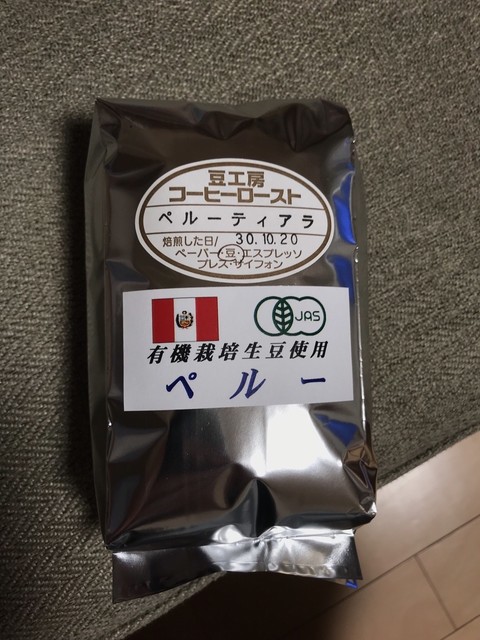 豆工房
コーヒーロースト
ペルーティアラ
焙煎した日/ 30.10.20
ペーパー・豆・エスプレッソ
プレス・サイフォン
JAS
有機栽培生豆使用
ペルー